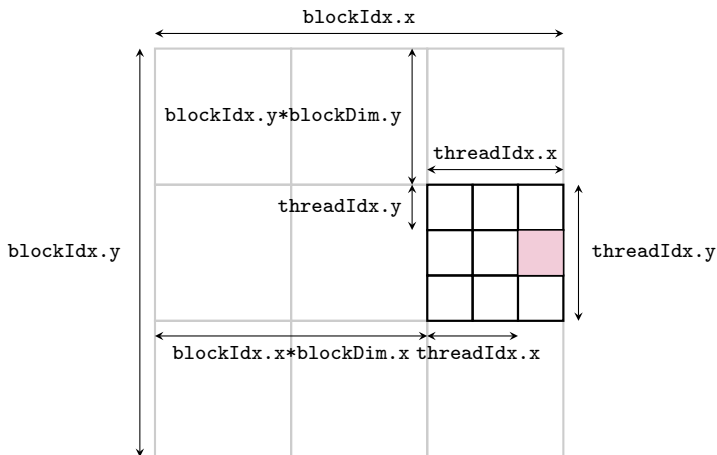 blockIdx.x
blockIdx.y*blockDim.y
threadIdx.x
threadIdx.y
blockIdx.y
threadIdx.y
blockIdx.x*blockDim.x
threadIdx.x